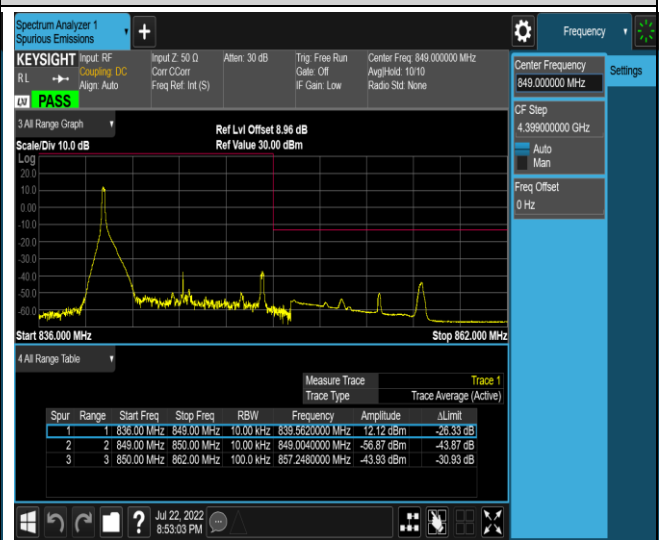 Spectrum Analyzer 1
Spurious Emissions
+
Frequency
KEYSIGHT Input: RF Input Z: 50 Ω Atten: 30 dB Trig: Free Run Center Freq: 849.000000 MHz
RL Coupling: DC Corr CCorr Gate: Off Avg|Hold: 10/10
Align: Auto Freq Ref: Int (S) IF Gain: Low Radio Std: None
LXI PASS
Center Frequency
849.000000 MHz
Settings
CF Step
4.399000000 GHz
Auto
Man
Freq Offset
0 Hz
3 All Range Graph
Ref Lvl Offset 8.96 dB
Scale/Div 10.0 dB Ref Value 30.00 dBm
Log
20.0
10.0
0.00
-10.0
-20.0
-30.0
-40.0
-50.0
-60.0
Start 836.000 MHz Stop 862.000 MHz
4 All Range Table
Measure Trace Trace 1
Trace Type Trace Average (Active)
Spur Range Start Freq Stop Freq RBW Frequency Amplitude ΔLimit
1 1 836.00 MHz 849.00 MHz 10.00 kHz 839.5620000 MHz 12.12 dBm -26.33 dB
2 2 849.00 MHz 850.00 MHz 10.00 kHz 849.0040000 MHz -56.87 dBm -43.87 dB
3 3 850.00 MHz 862.00 MHz 100.0 kHz 857.2480000 MHz -43.93 dBm -30.93 dB
?
Jul 22, 2022
8:53:03 PM